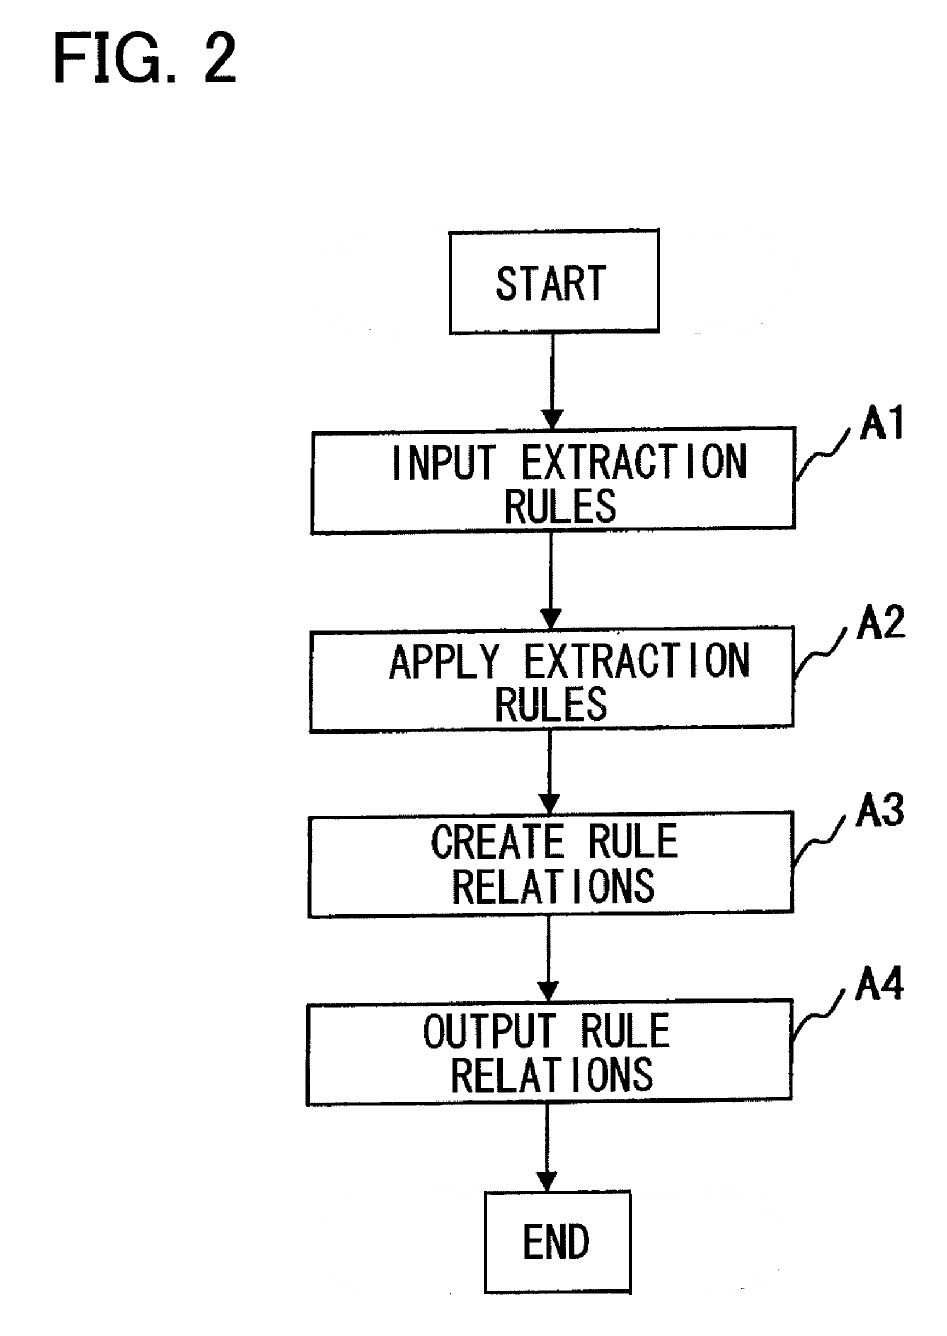 FIG. 2
START
A1
INPUT EXTRACTION
RULES
A2
APPLY EXTRACTION
RULES
A3
CREATE RULE
RELATIONS
A4
OUTPUT RULE
RELATIONS
END